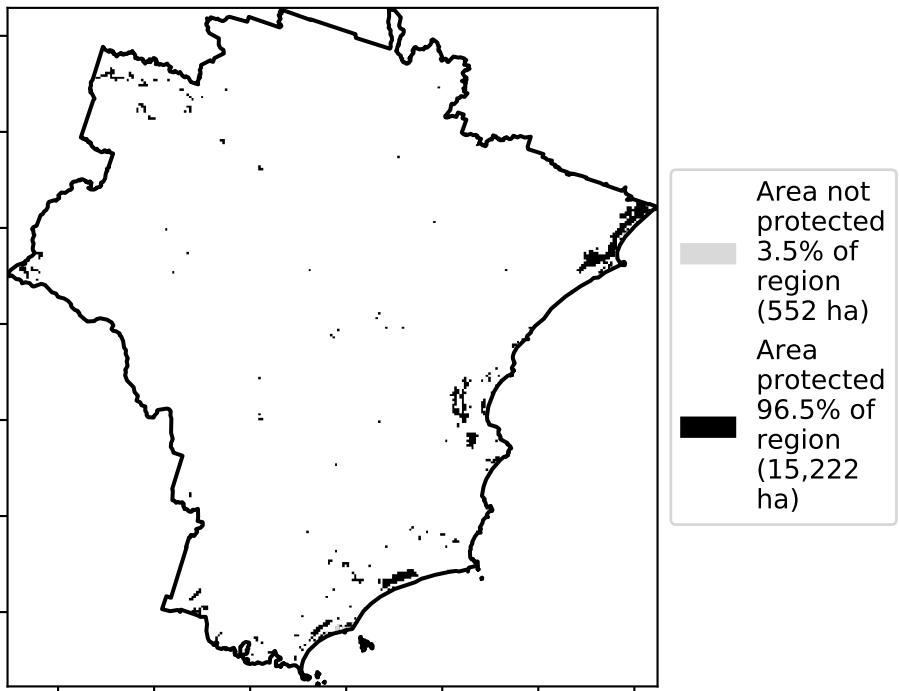 Area not
protected
3.5% of
region
(552 ha)
Area
protected
96.5% of
region
(15,222
ha)